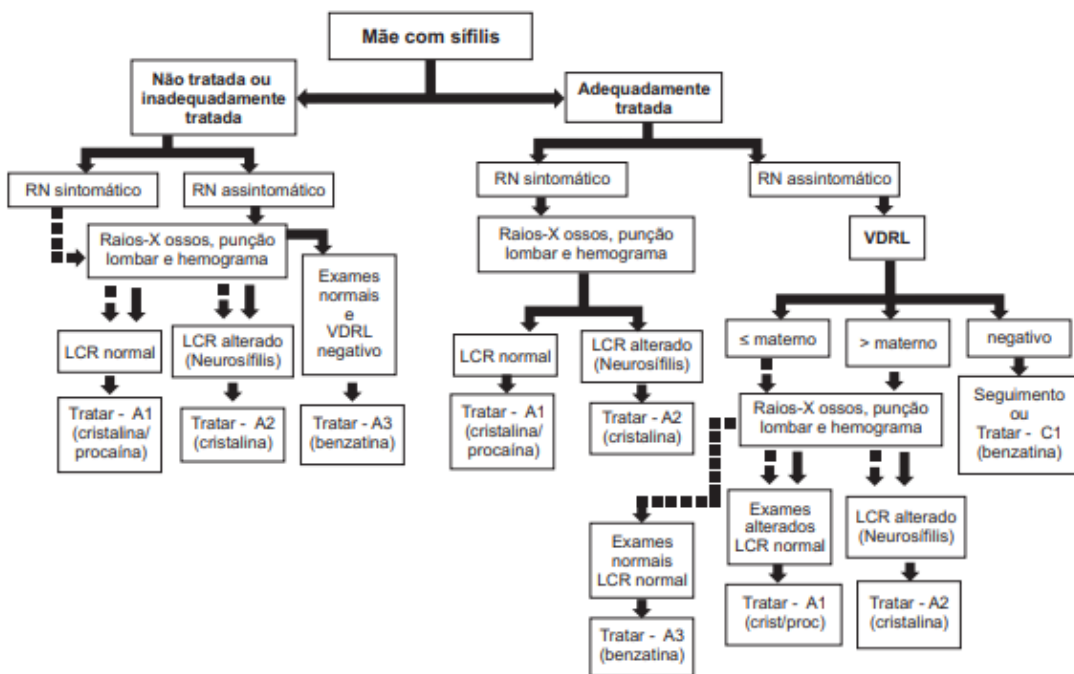 Mãe com sífilis
Não tratada ou
inadequadamente
tratada
Adequadamente
tratada
RN sintomático
RN assintomático
RN sintomático
RN assintomático
Raios-X ossos, punção
lombar e hemograma
Exames
normais
e
VDRL
negativo
Raios-X ossos, punção
lombar e hemograma
VDRL
LCR normal
LCR alterado
(Neurosífilis)
LCR normal
LCR alterado
(Neurosífilis)
≤ materno
> materno
negativo
Tratar - A1
(cristalina/
procaína)
Tratar - A2
(cristalina)
Tratar - A3
(benzatina)
Tratar - A1
(cristalina/
procaína)
Tratar - A2
(cristalina)
Raios-X ossos, punção
lombar e hemograma
Seguimento
ou
Tratar - C1
(benzatina)
Exames
normais
LCR normal
Exames
alterados
LCR normal
LCR alterado
(Neurosífilis)
Tratar - A3
(benzatina)
Tratar - A1
(crist/proc)
Tratar - A2
(cristalina)